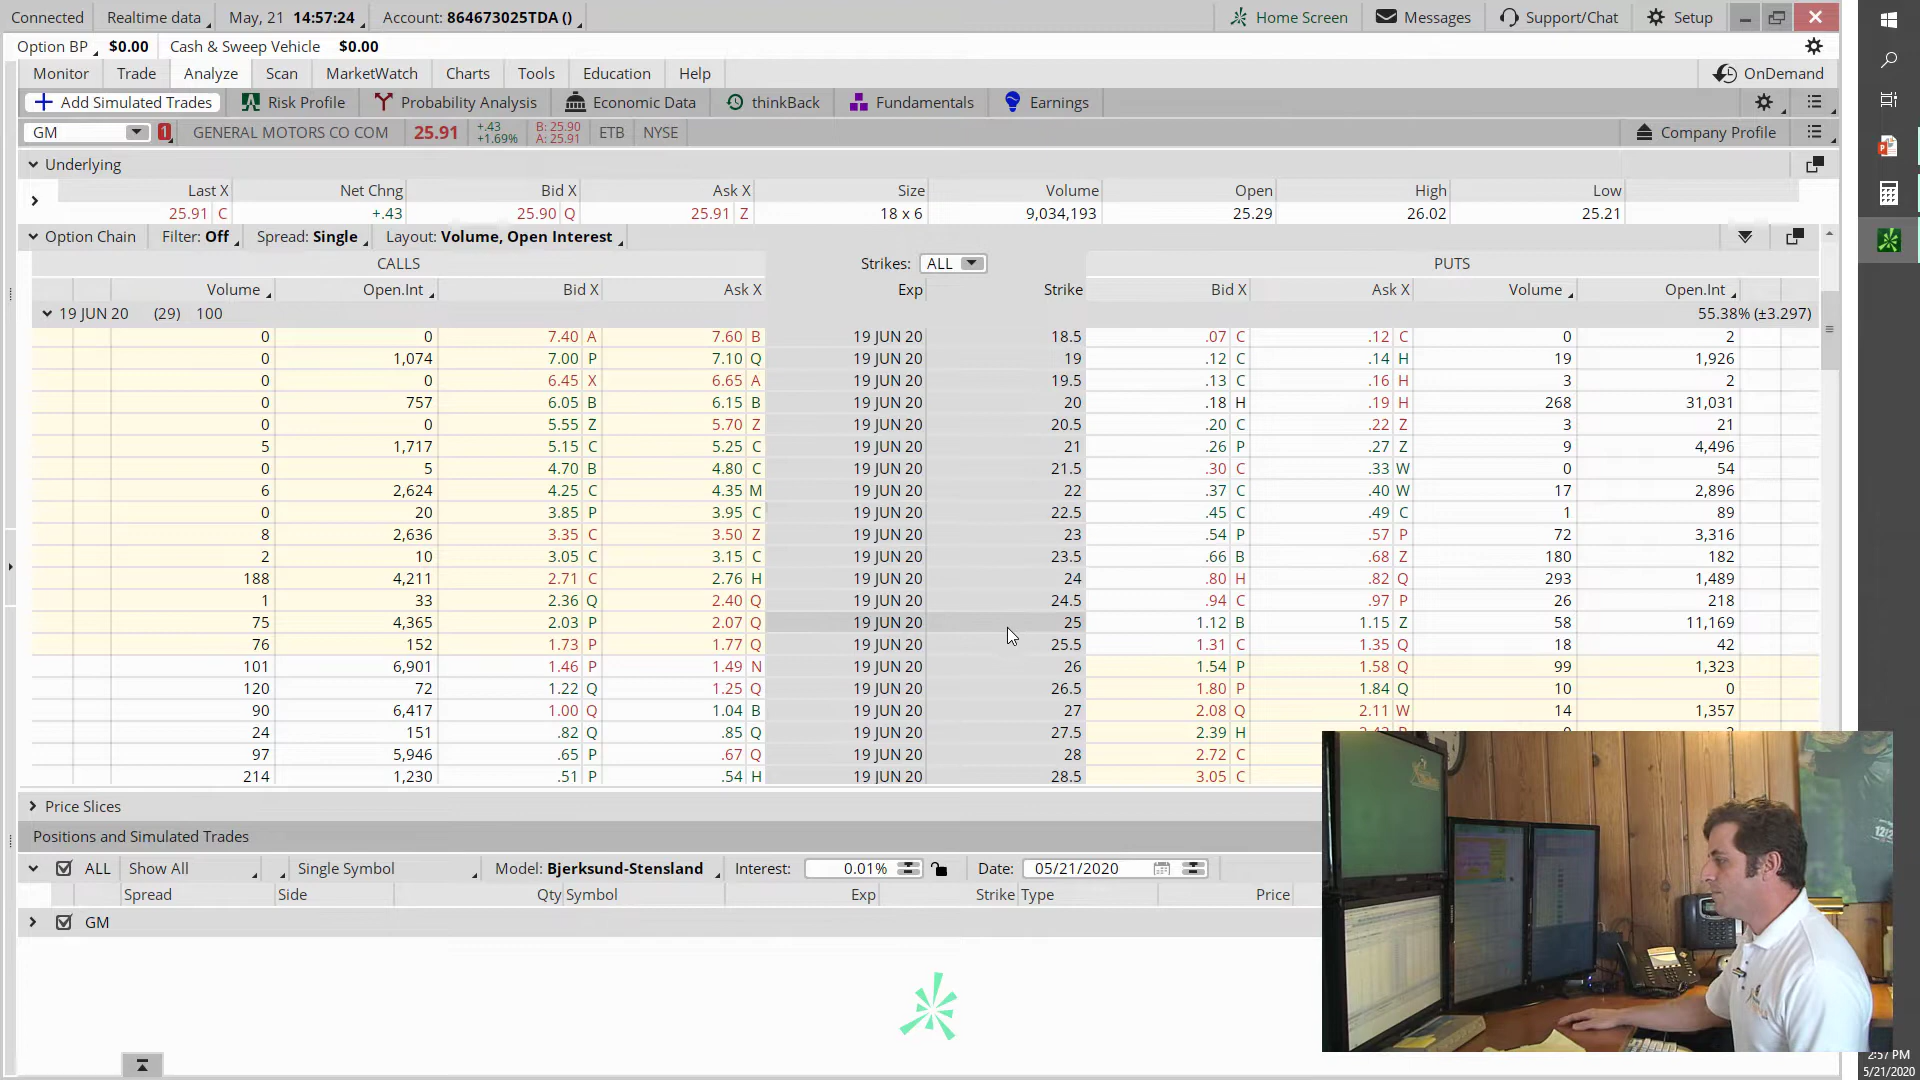 Connected Realtime data May, 21 14:57:24 Account: 864673025TDA () Home Screen Messages Support/Chat Setup
Option BP $0.00 Cash & Sweep Vehicle $0.00
Monitor Trade Analyze Scan MarketWatch Charts Tools Education Help OnDemand
Add Simulated Trades Risk Profile Probability Analysis Economic Data thinkBack Fundamentals Earnings
GM 1 GENERAL MOTORS CO COM 25.91 +.43 +1.69% B: 25.90 A: 25.91 ETB NYSE Company Profile
Underlying
Last X Net Chng Bid X Ask X Size Volume Open High Low
25.91 C +.43 25.90 Q 25.91 Z 18 x 6 9,034,193 25.29 26.02 25.21
Option Chain Filter: Off Spread: Single Layout: Volume, Open Interest
CALLS Strikes: ALL PUTS
Volume Open.Int Bid X Ask X Exp Strike Bid X Ask X Volume Open.Int
19 JUN 20 (29) 100 55.38% (±3.297)
0 0 7.40 A 7.60 B 19 JUN 20 18.5 .07 C .12 C 0 2
0 1,074 7.00 P 7.10 Q 19 JUN 20 19 .12 C .14 H 19 1,926
0 0 6.45 X 6.65 A 19 JUN 20 19.5 .13 C .16 H 3 2
0 757 6.05 B 6.15 B 19 JUN 20 20 .18 H .19 H 268 31,031
0 0 5.55 Z 5.70 Z 19 JUN 20 20.5 .20 C .22 Z 3 21
5 1,717 5.15 C 5.25 C 19 JUN 20 21 .26 P .27 Z 9 4,496
0 5 4.70 B 4.80 C 19 JUN 20 21.5 .30 C .33 W 0 54
6 2,624 4.25 C 4.35 M 19 JUN 20 22 .37 C .40 W 17 2,896
0 20 3.85 P 3.95 C 19 JUN 20 22.5 .45 C .49 C 1 89
8 2,636 3.35 C 3.50 Z 19 JUN 20 23 .54 P .57 P 72 3,316
2 10 3.05 C 3.15 C 19 JUN 20 23.5 .66 B .68 Z 180 182
188 4,211 2.71 C 2.76 H 19 JUN 20 24 .80 H .82 Q 293 1,489
1 33 2.36 Q 2.40 Q 19 JUN 20 24.5 .94 C .97 P 26 218
75 4,365 2.03 P 2.07 Q 19 JUN 20 25 1.12 B 1.15 Z 58 11,169
76 152 1.73 P 1.77 Q 19 JUN 20 25.5 1.31 C 1.35 Q 18 42
101 6,901 1.46 P 1.49 N 19 JUN 20 26 1.54 P 1.58 Q 99 1,323
120 72 1.22 Q 1.25 Q 19 JUN 20 26.5 1.80 P 1.84 Q 10 0
90 6,417 1.00 Q 1.04 B 19 JUN 20 27 2.08 Q 2.11 W 14 1,357
24 151 .82 Q .85 Q 19 JUN 20 27.5 2.39 H
97 5,946 .65 P .67 Q 19 JUN 20 28 2.72 C
214 1,230 .51 P .54 H 19 JUN 20 28.5 3.05 C
Price Slices
Positions and Simulated Trades
ALL Show All Single Symbol Model: Bjerksund-Stensland Interest: 0.01% Date: 05/21/2020
Spread Side Qty Symbol Exp Strike Type Price
GM
2:57 PM
5/21/2020